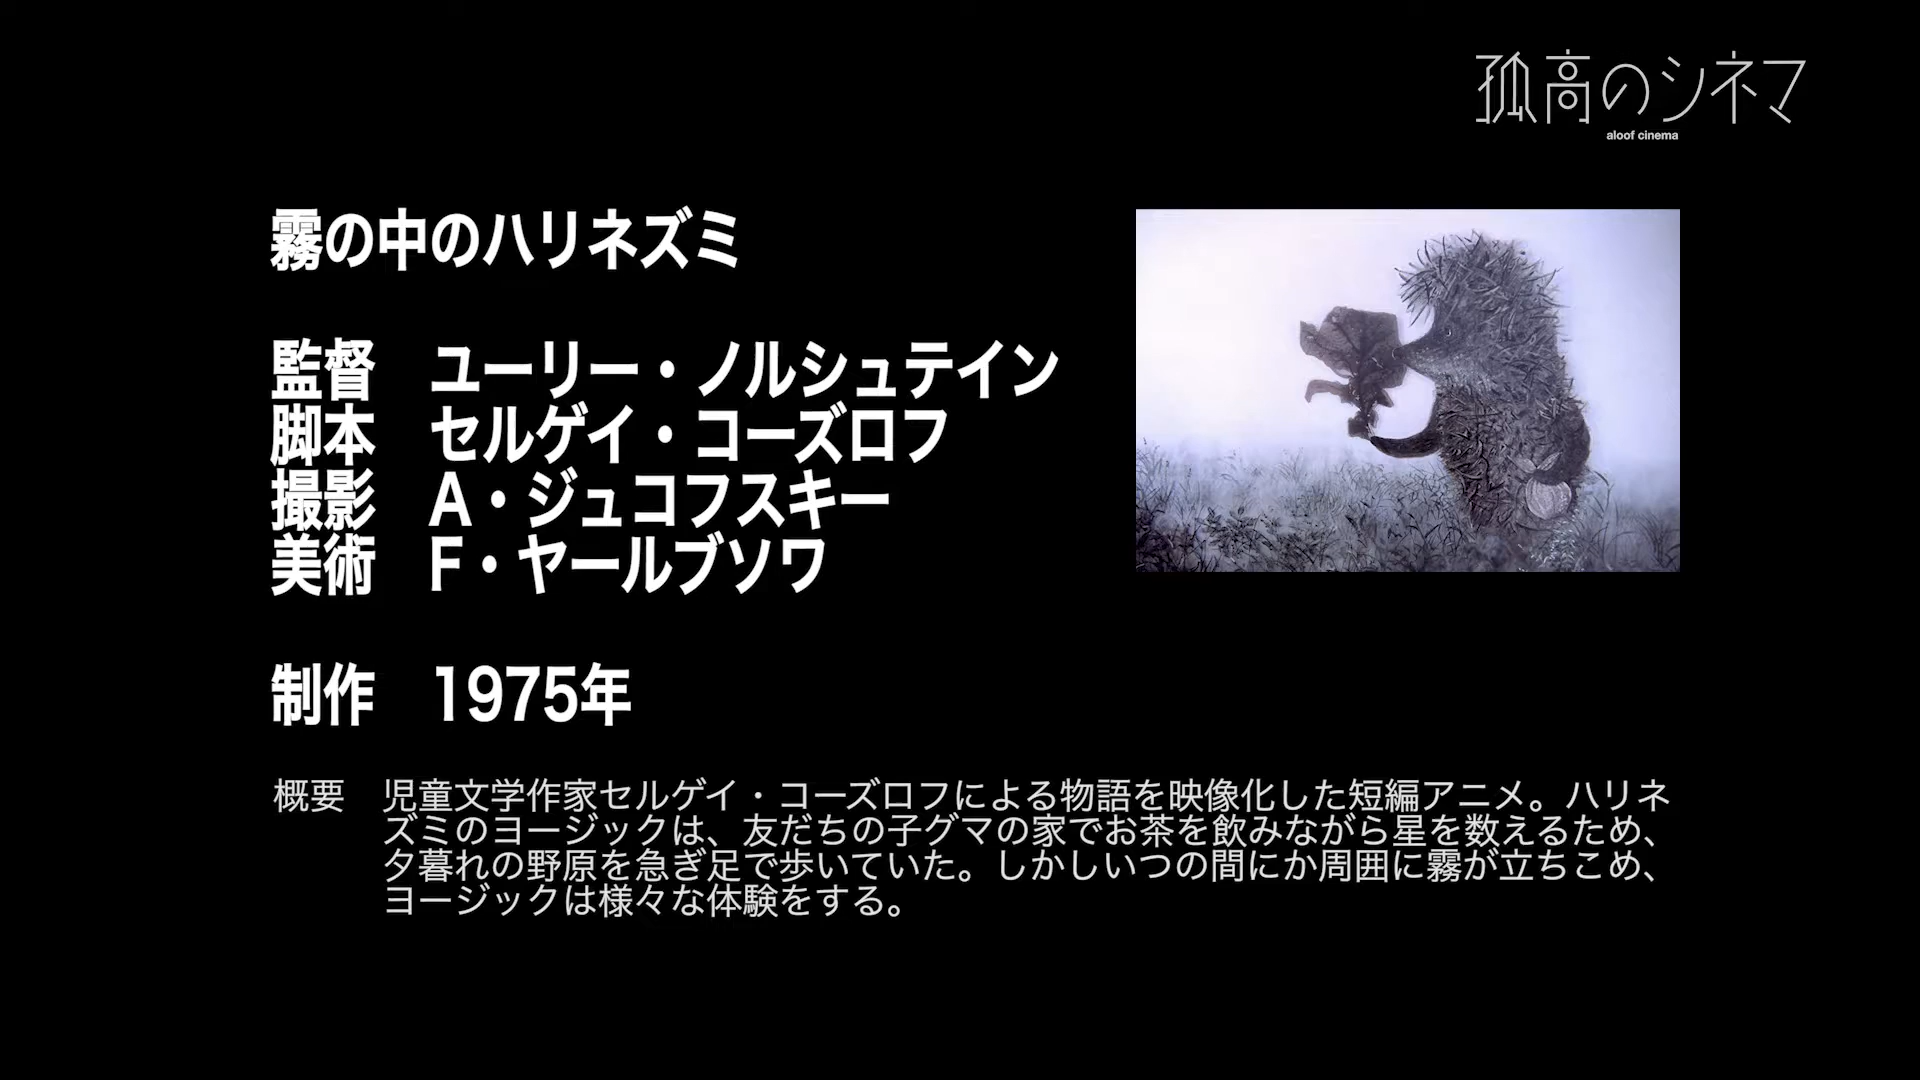 孤高のシネマ
aloof cinema
霧の中のハリネズミ
監督　ユーリー・ノルシュテイン
脚本　セルゲイ・コーズロフ
撮影　A・ジュコフスキー
美術　F・ヤールブソワ
制作　1975年
概要　児童文学作家セルゲイ・コーズロフによる物語を映像化した短編アニメ。ハリネ
ズミのヨージックは、友だちの子グマの家でお茶を飲みながら星を数えるため、
夕暮れの野原を急ぎ足で歩いていた。しかしいつの間にか周囲に霧が立ちこめ、
ヨージックは様々な体験をする。